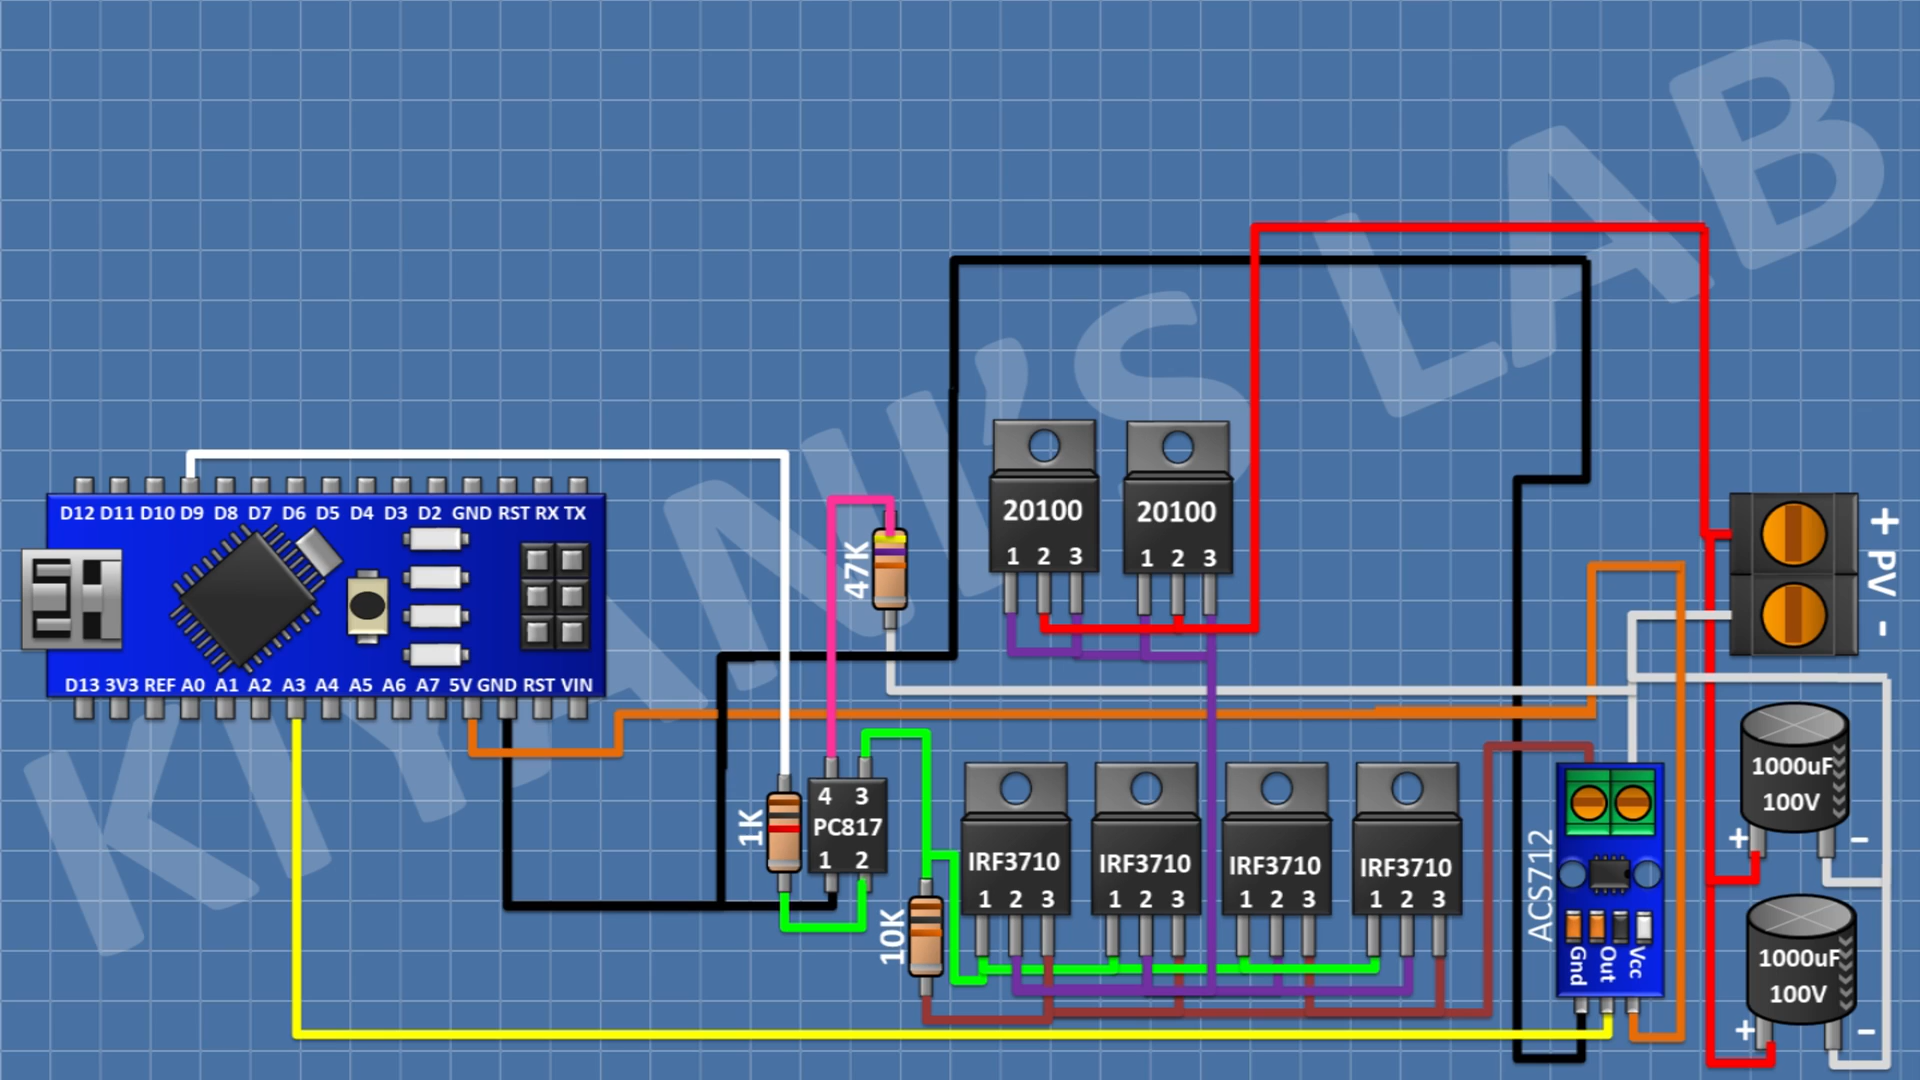 KIYANI'S LAB
D12 D11 D10 D9 D8 D7 D6 D5 D4 D3 D2 GND RST RX TX
D13 3V3 REF A0 A1 A2 A3 A4 A5 A6 A7 5V GND RST VIN
47K
20100
1 2 3
20100
1 2 3
+ PV -
1K
4 3
PC817
1 2
10K
IRF3710
1 2 3
IRF3710
1 2 3
IRF3710
1 2 3
IRF3710
1 2 3
ACS712
Gnd
Out
Vcc
1000uF
100V
+ -
1000uF
100V
+ -